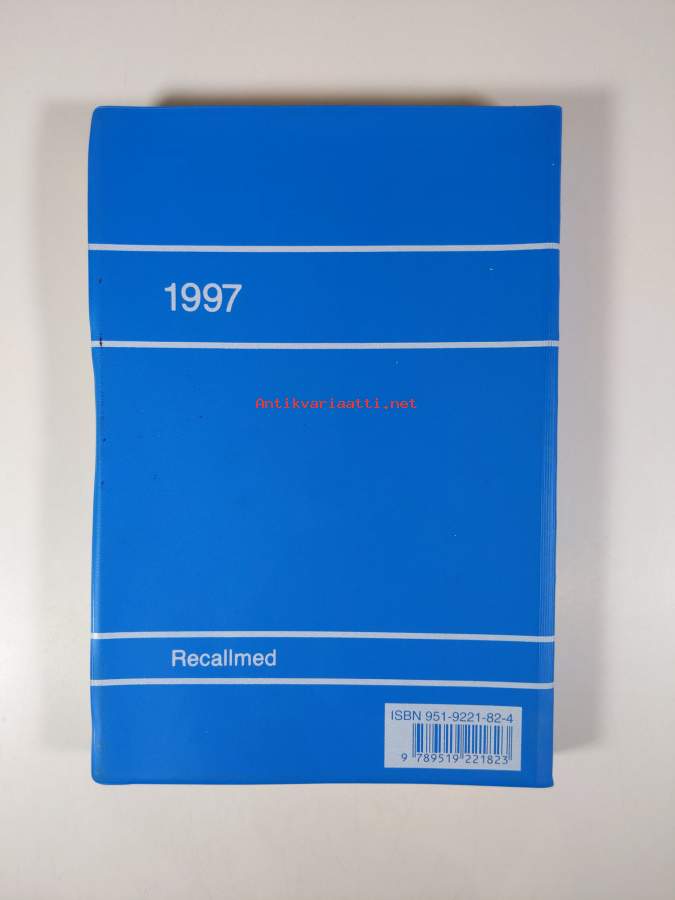 1997
Antikvariaatti.net
Recallmed
ISBN 951-9221-82-4
9 789519 221823